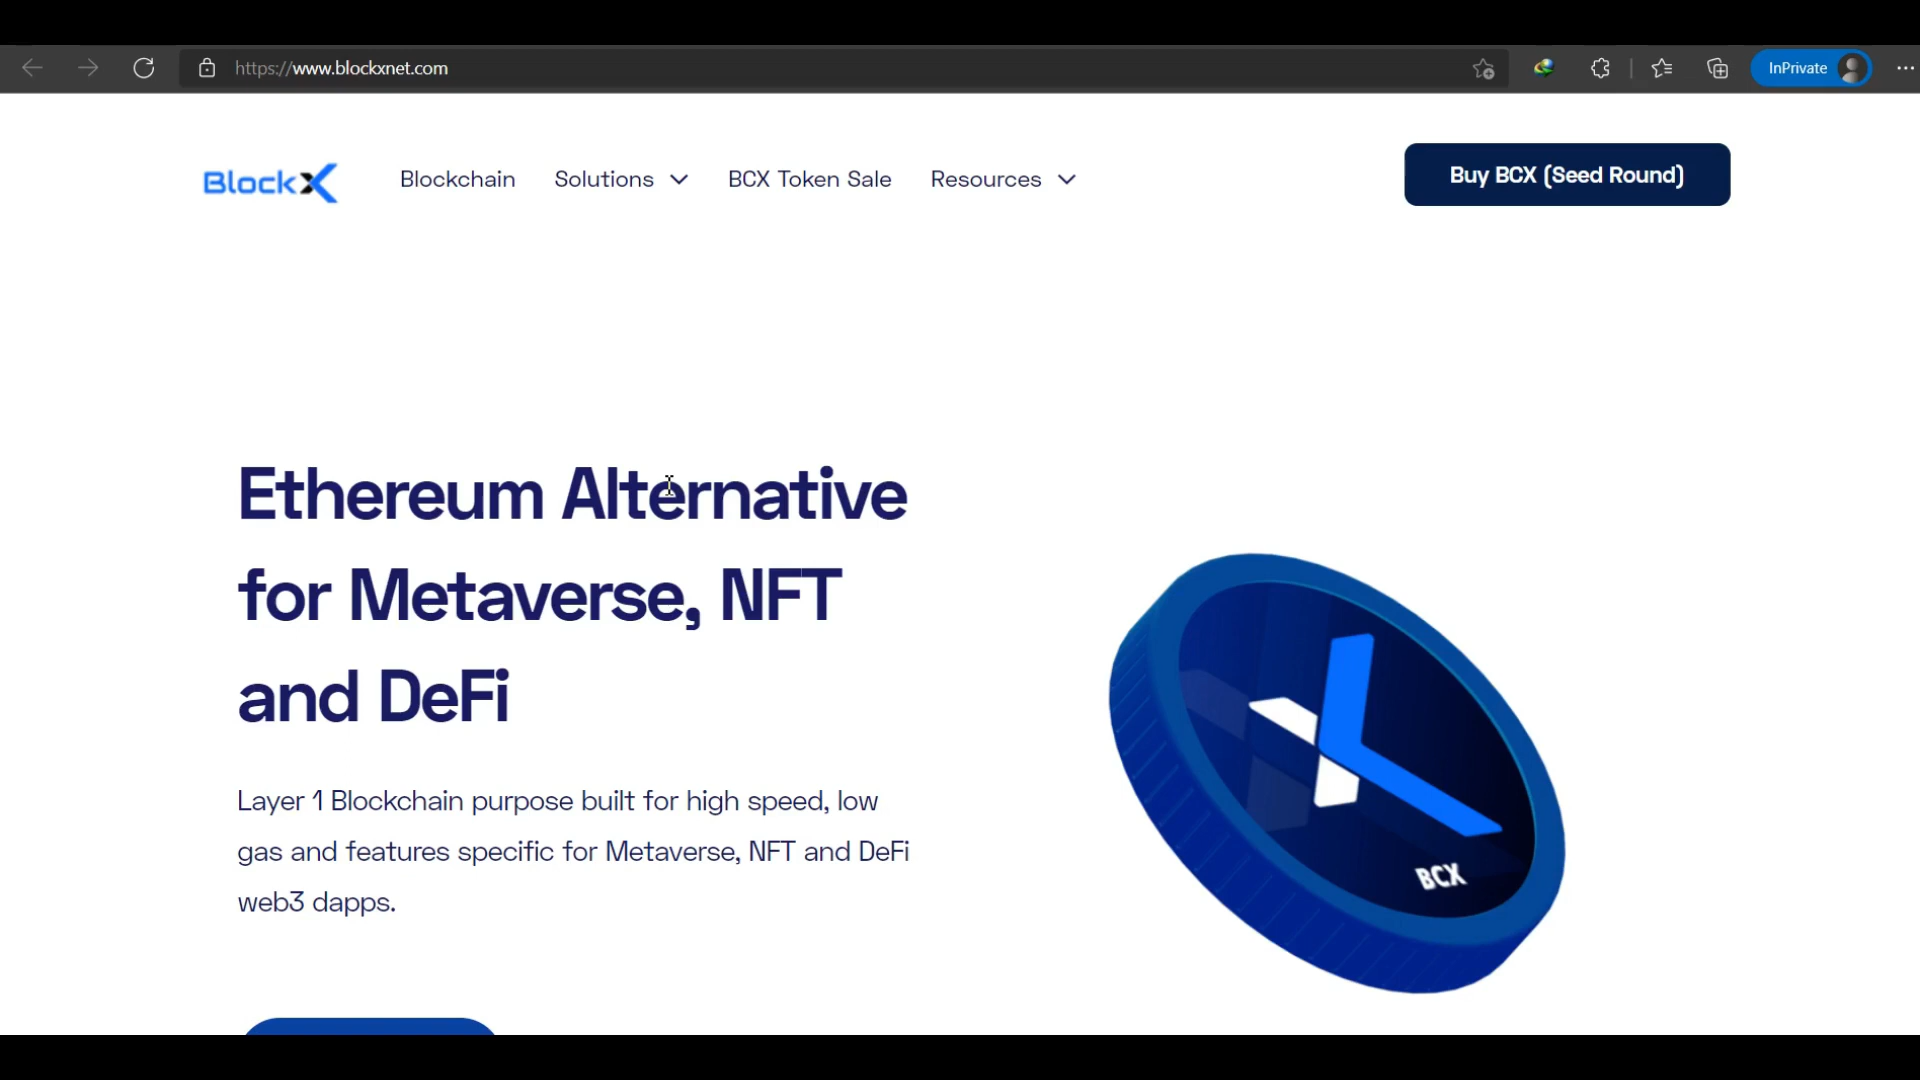 https://www.blockxnet.com
InPrivate
BlockX
Blockchain
Solutions
BCX Token Sale
Resources
Buy BCX (Seed Round)
Ethereum Alternative
for Metaverse, NFT
and DeFi
Layer 1 Blockchain purpose built for high speed, low
gas and features specific for Metaverse, NFT and DeFi
web3 dapps.
BCX